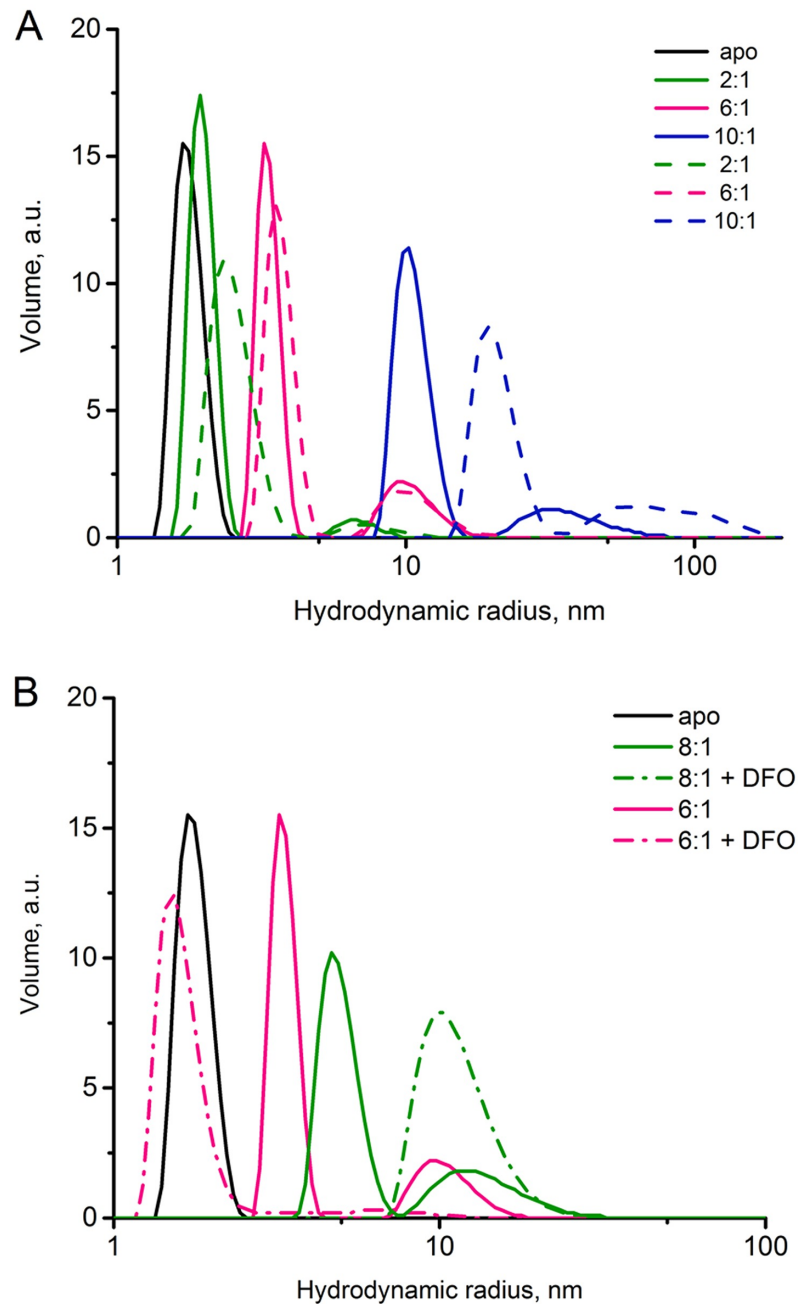 A
20
15
10
5
0
Volume, a.u.
apo
2:1
6:1
10:1
2:1
6:1
10:1
1
10
100
Hydrodynamic radius, nm
B
20
15
10
5
0
Volume, a.u.
apo
8:1
8:1 + DFO
6:1
6:1 + DFO
1
10
100
Hydrodynamic radius, nm